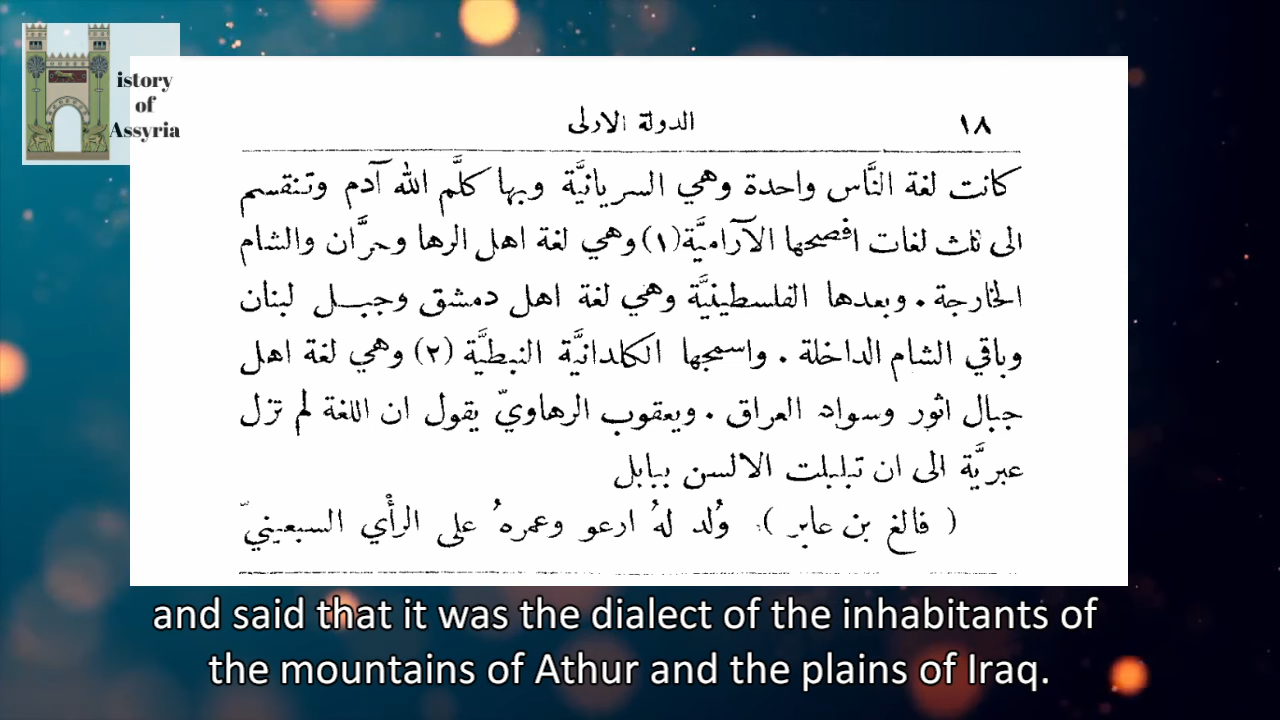 istory
of
Assyria
١٨
الدولة الاولى
كانت لغة النَّاس واحدة وهي السريانيَّة وبها كلَّم الله آدم وتنقسم
الى ثلث لغات افصحها الآراميَّة (١) وهي لغة اهل الرها وحرَّان والشام
الخارجة . وبعدها الفلسطينيَّة وهي لغة اهل دمشق وجبل لبنان
وباقي الشام الداخلة . واسمجها الكلدانيَّة النبطيَّة (٢) وهي لغة اهل
جبال اثور وسواد العراق . ويعقوب الرهاويّ يقول ان اللغة لم تزل
عبريَّة الى ان تبلبلت الالسن ببابل
( فالغ بن عابر ) . وُلد لهُ ارعو وعمرهُ على الرأْي السبعينيّ
and said that it was the dialect of the inhabitants of
the mountains of Athur and the plains of Iraq.